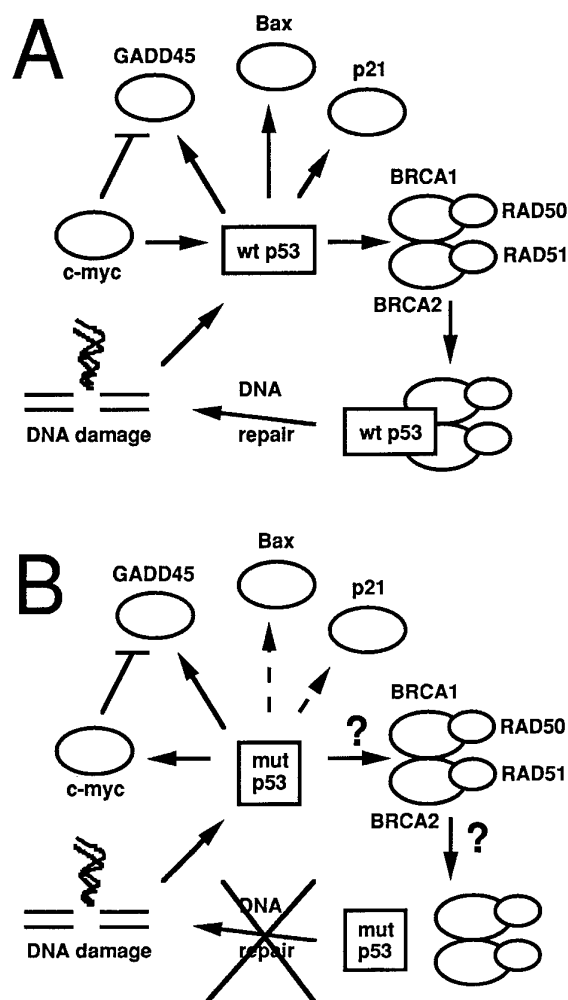 A
Bax
GADD45
p21
BRCA1
RAD50
wt p53
RAD51
c-myc
BRCA2
DNA
repair
wt p53
DNA damage
B
Bax
GADD45
p21
BRCA1
?
RAD50
mut
p53
RAD51
c-myc
BRCA2
?
DNA
repair
mut
p53
DNA damage